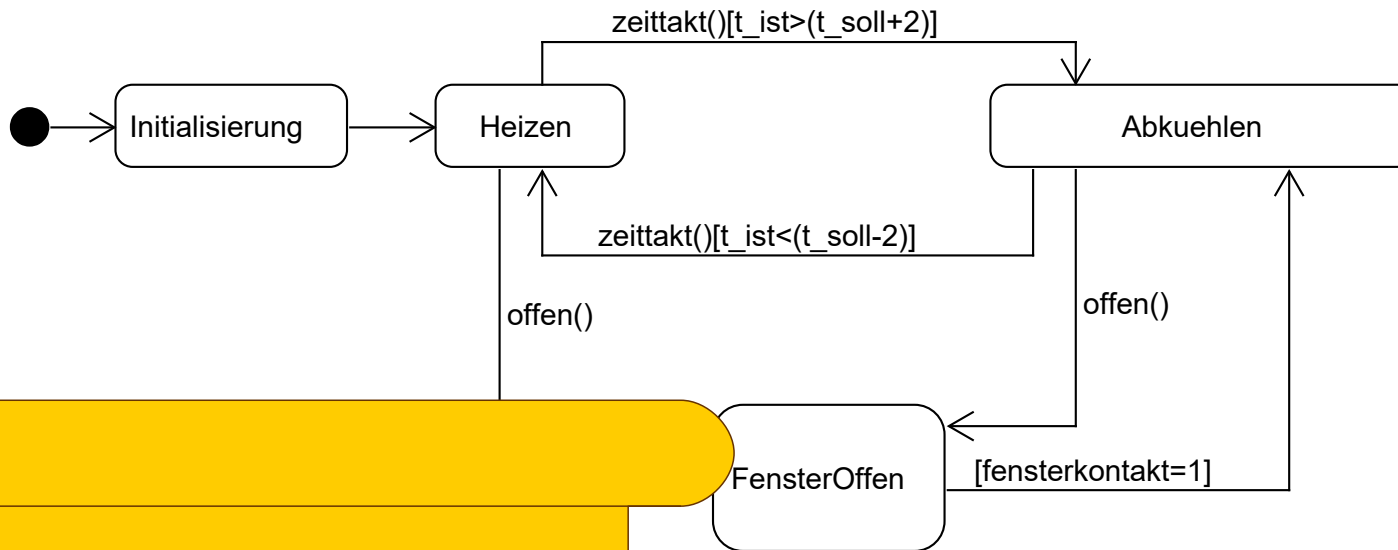 zeittakt()[t_ist>(t_soll+2)]
Initialisierung
Heizen
Abkuehlen
zeittakt()[t_ist<(t_soll-2)]
offen()
offen()
FensterOffen
[fensterkontakt=1]